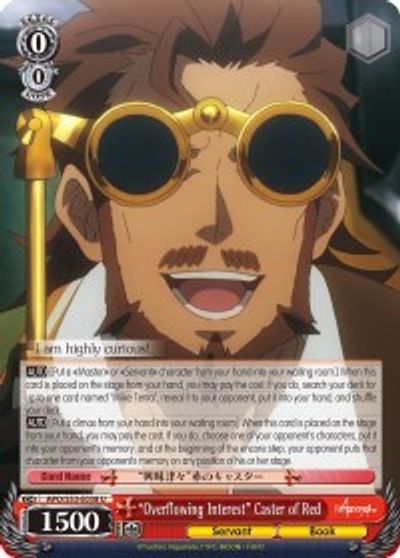 LEVEL
0
0
COST
I am highly curious!
AUTO [Put a «Master» or «Servant» character from your hand into your waiting room] When this
card is placed on the stage from your hand, you may pay the cost. If you do, search your deck for
up to one card named
reveal it to your opponent, put it into your hand, and shuffle
your deck.
AUTO [Put a climax from your hand into your waiting room] When this card is placed on the stage
from your hand, you may pay the cost. If you do, choose one of your opponent's characters, put
it into your opponent's memory, and at the beginning of the encore step, your opponent puts that
character from memory on any position of his or her stage.
Card Name
"興味津々" 赤のキャスター
1500
"Overflowing Interest" Caster of Red
Servant
Book